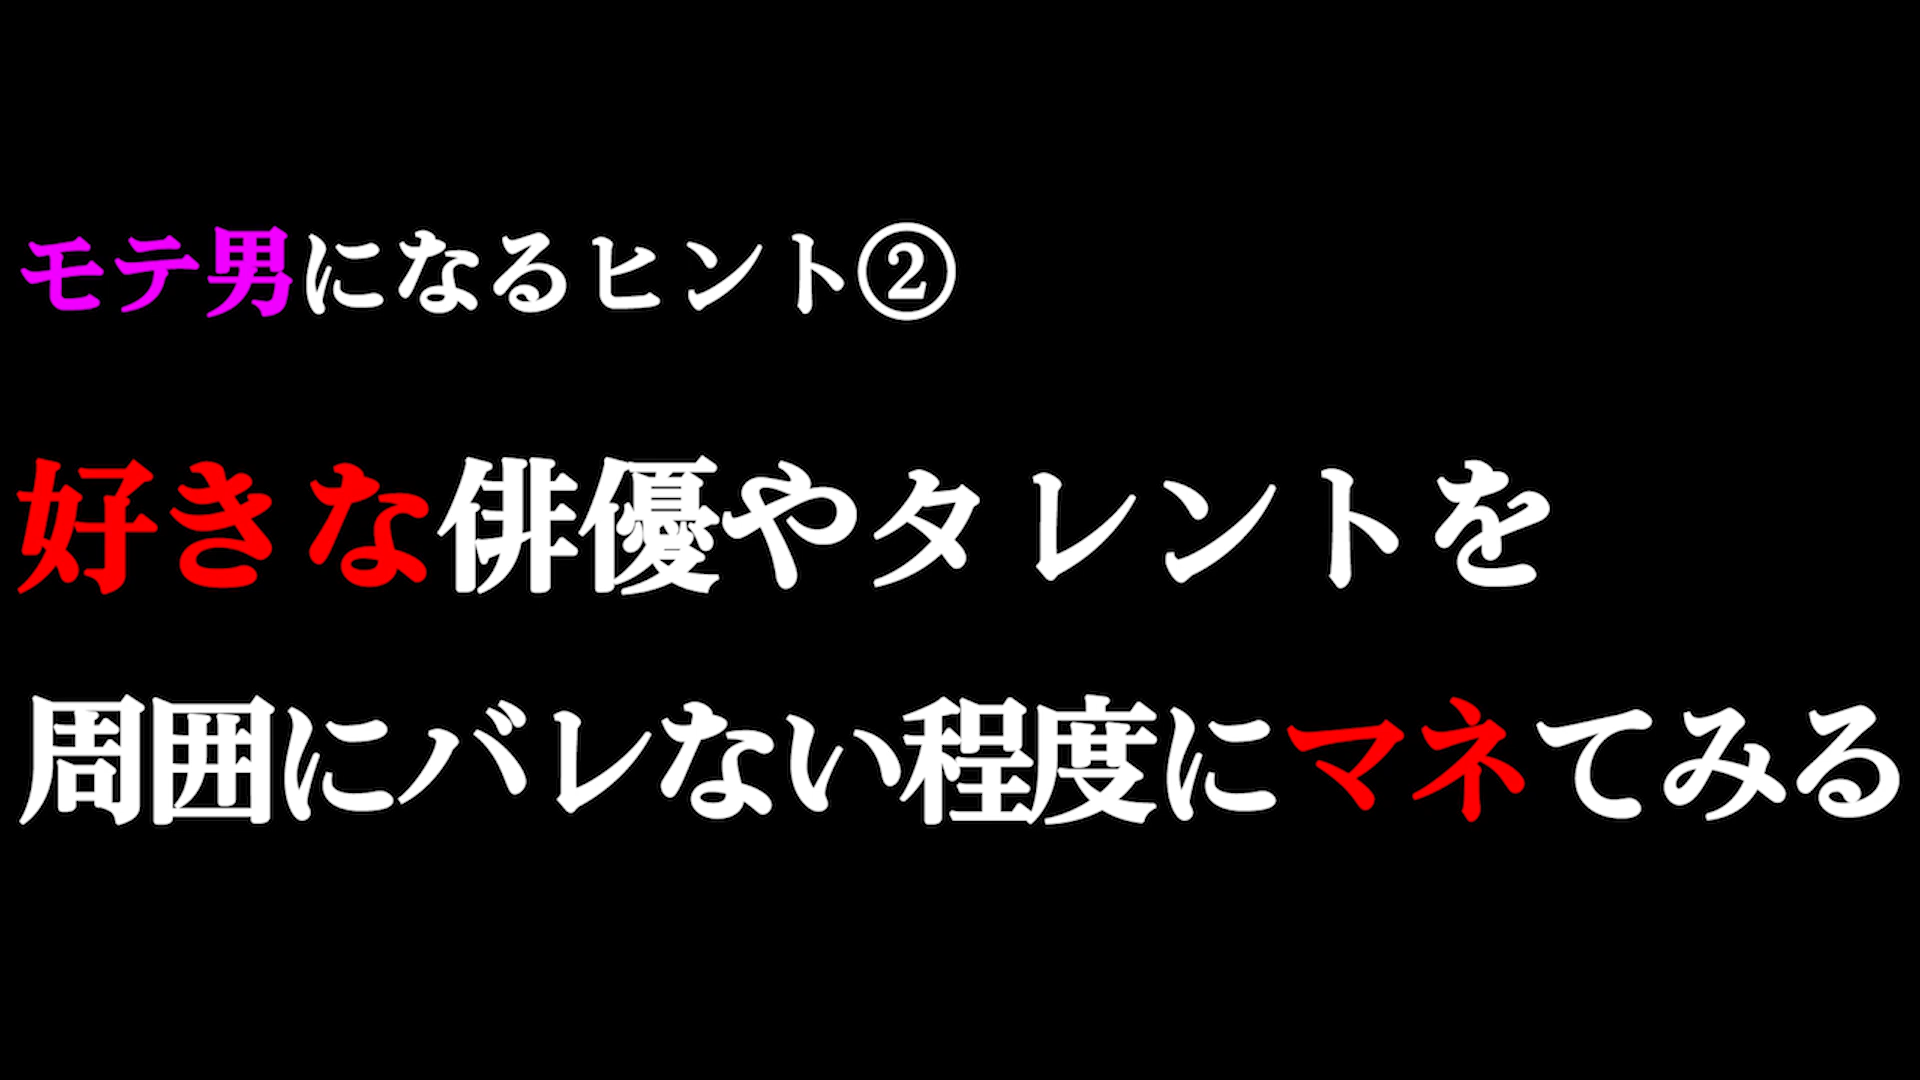 モテ男になるヒント②
好きな俳優やタレントを
周囲にバレない程度にマネてみる